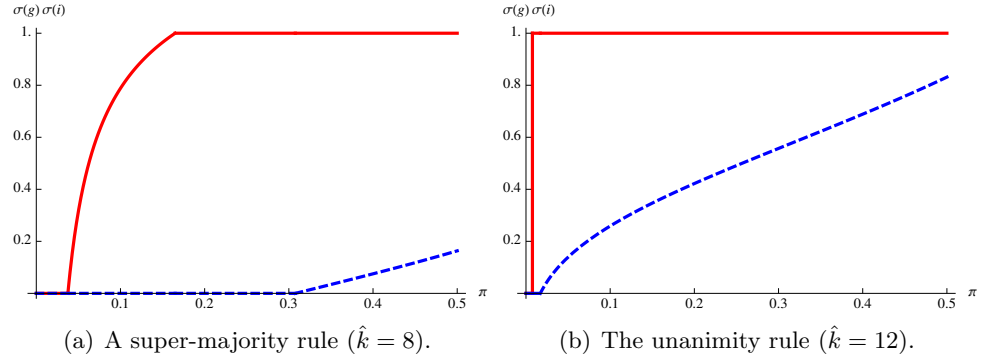 σ(g) σ(i)
1.
0.8
0.6
0.4
0.2
0.1 0.2 0.3 0.4 0.5 π
(a) A super-majority rule (k̂ = 8).
σ(g) σ(i)
1.
0.8
0.6
0.4
0.2
0.1 0.2 0.3 0.4 0.5 π
(b) The unanimity rule (k̂ = 12).